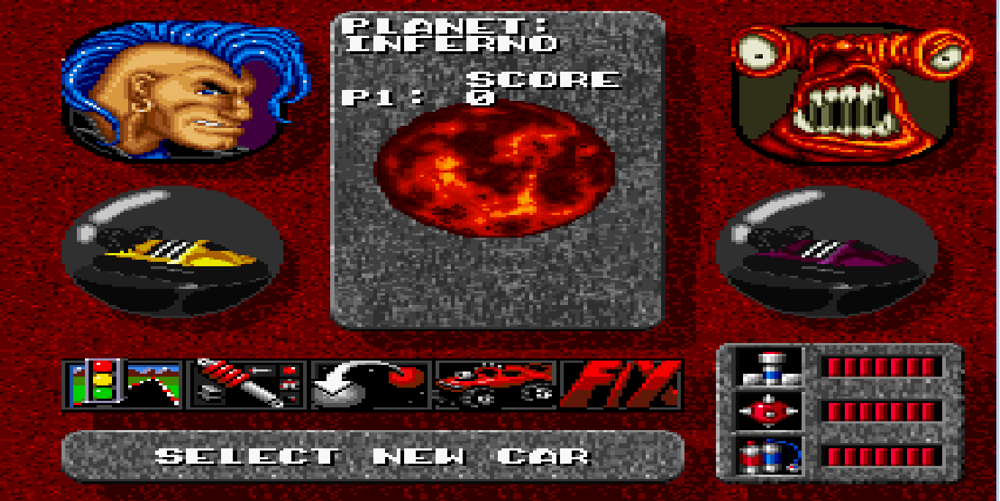 PLANET:
INFERNO
SCORE
P1: 0
FIX
SELECT NEW CAR